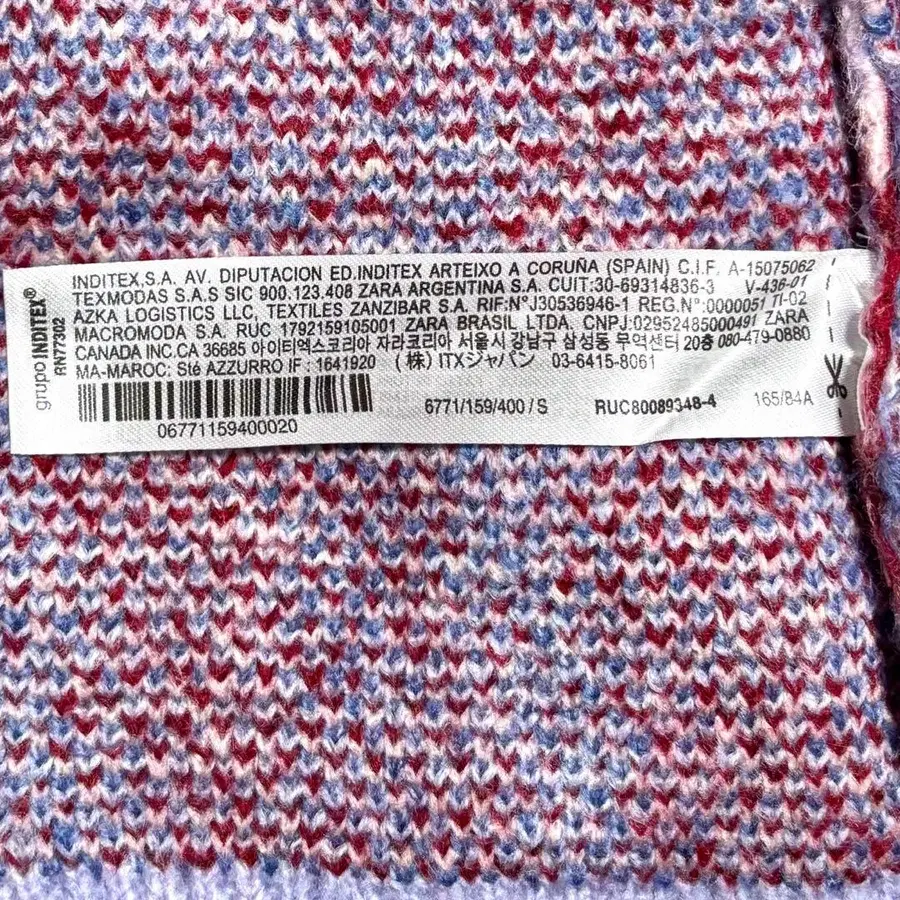 grupo INDITEX®
RN77302
INDITEX,S.A. AV. DIPUTACION ED.INDITEX ARTEIXO A CORUÑA (SPAIN) C.I.F. A-15075062
TEXMODAS S.A.S SIC 900.123.408 ZARA ARGENTINA S.A. CUIT:30-69314836-3 V-436-01
AZKA LOGISTICS LLC, TEXTILES ZANZIBAR S.A. RIF:NºJ30536946-1 REG.Nº:0000051 TI-02
MACROMODA S.A. RUC 1792159105001 ZARA BRASIL LTDA. CNPJ:02952485000491 ZARA
CANADA INC.CA 36685 아이티엑스코리아 자라코리아 서울시 강남구 삼성동 무역센터 20층 080-479-0880
MA-MAROC: Sté AZZURRO IF : 1641920 (株) ITXジャパン 03-6415-8061
6771/159/400/S RUC80089348-4 165/84A
06771159400020